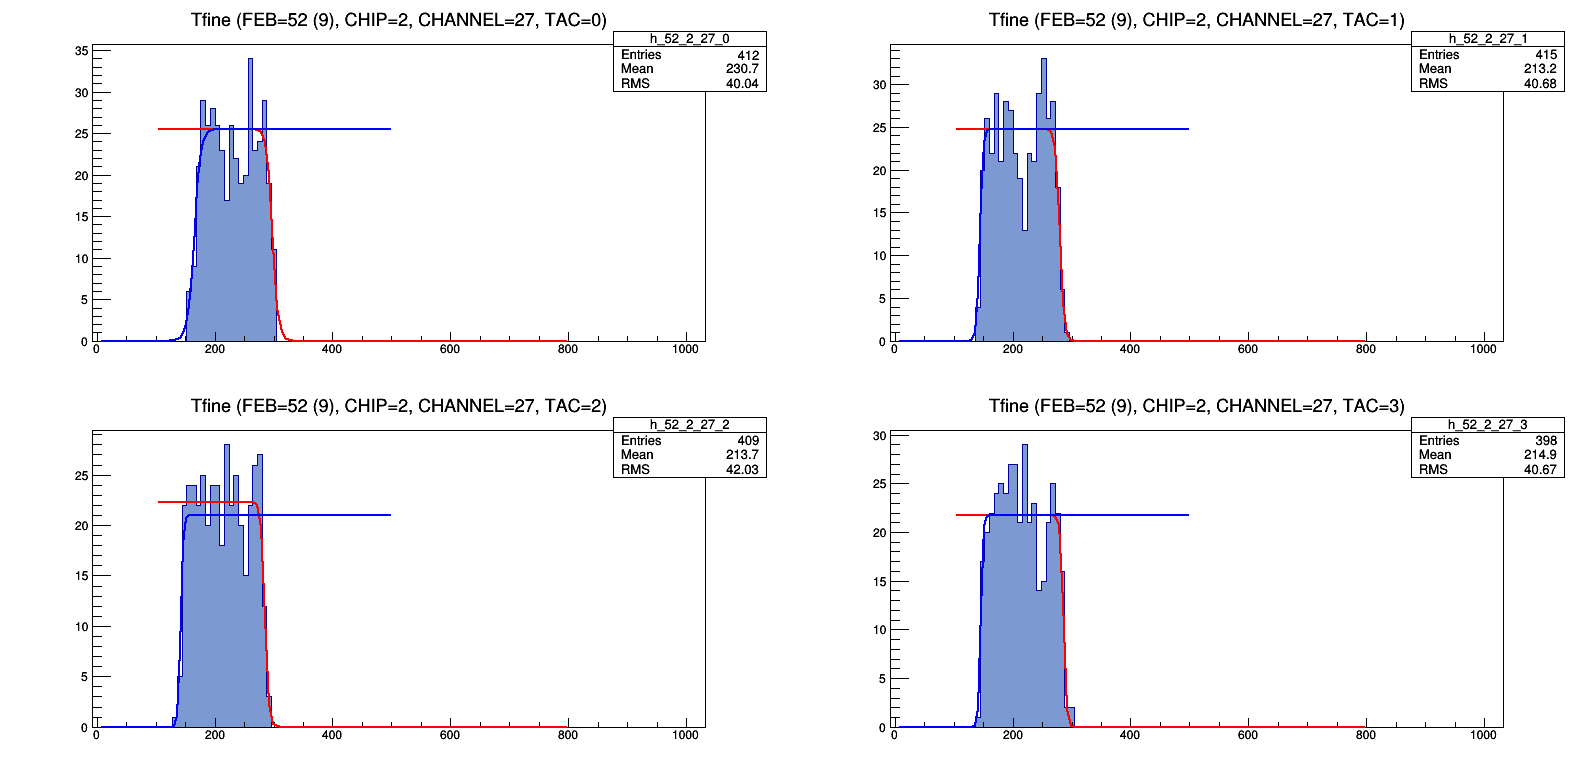 Tfine (FEB=52 (9), CHIP=2, CHANNEL=27, TAC=0)
h_52_2_27_0
Entries 412
Mean 230.7
RMS 40.04
35
30
25
20
15
10
5
0
0 200 400 600 800 1000
Tfine (FEB=52 (9), CHIP=2, CHANNEL=27, TAC=1)
h_52_2_27_1
Entries 415
Mean 213.2
RMS 40.68
30
25
20
15
10
5
0
0 200 400 600 800 1000
Tfine (FEB=52 (9), CHIP=2, CHANNEL=27, TAC=2)
h_52_2_27_2
Entries 409
Mean 213.7
RMS 42.03
25
20
15
10
5
0
0 200 400 600 800 1000
Tfine (FEB=52 (9), CHIP=2, CHANNEL=27, TAC=3)
h_52_2_27_3
Entries 398
Mean 214.9
RMS 40.67
30
25
20
15
10
5
0
0 200 400 600 800 1000